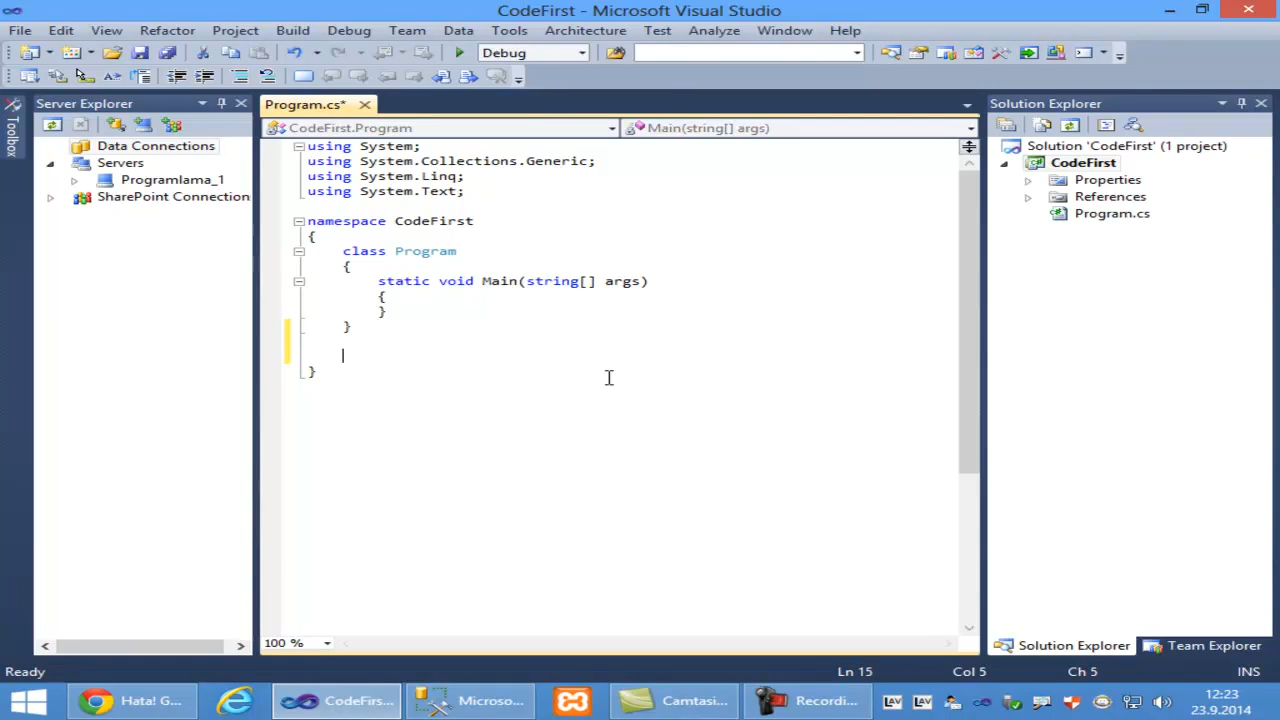 CodeFirst - Microsoft Visual Studio
File Edit View Refactor Project Build Debug Team Data Tools Architecture Test Analyze Window Help
Debug
Toolbox
Server Explorer
Data Connections
Servers
Programlama_1
SharePoint Connection
Program.cs*
CodeFirst.Program
Main(string[] args)
using System;
using System.Collections.Generic;
using System.Linq;
using System.Text;
namespace CodeFirst
{
class Program
{
static void Main(string[] args)
{
}
}
}
100 %
Solution Explorer
Solution 'CodeFirst' (1 project)
CodeFirst
Properties
References
Program.cs
Solution Explorer Team Explorer
Ready Ln 15 Col 5 Ch 5 INS
Hata! G... CodeFirs... Microso... Camtasi... Recordi... LAV LAV 12:23
23.9.2014